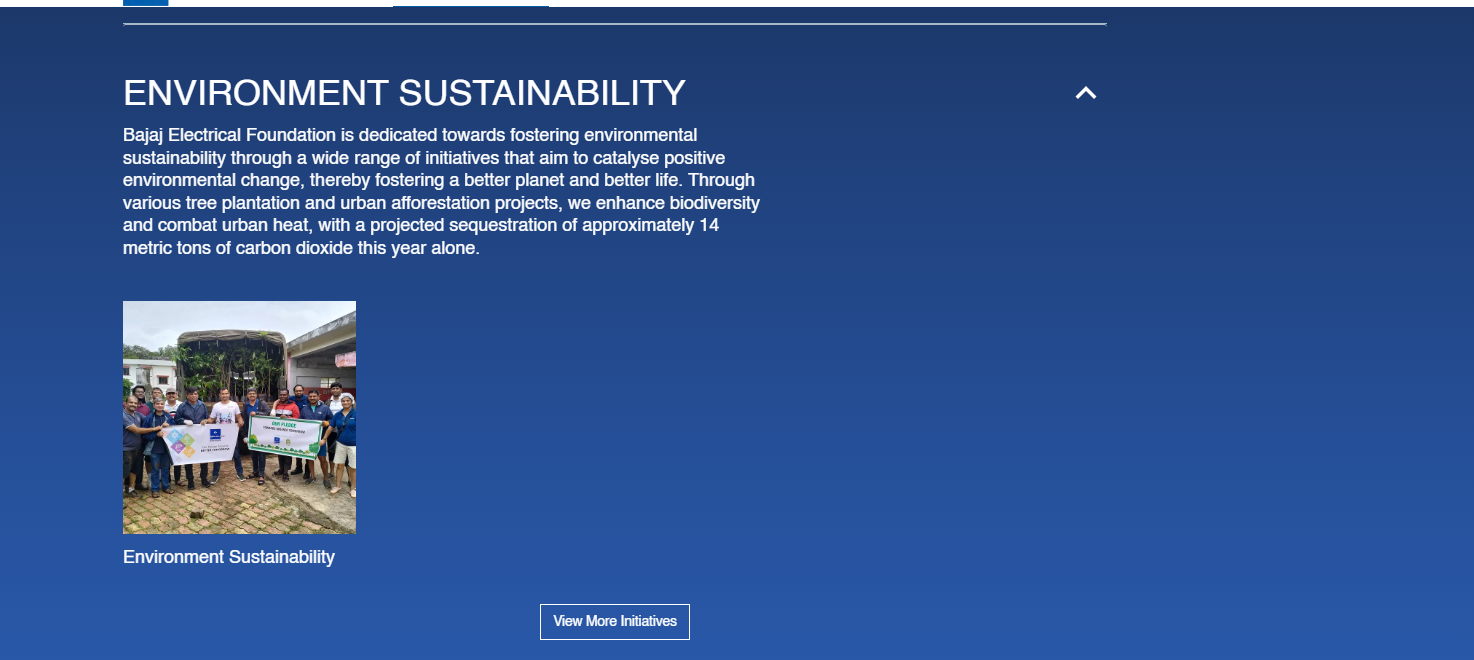 ENVIRONMENT SUSTAINABILITY
Bajaj Electrical Foundation is dedicated towards fostering environmental
sustainability through a wide range of initiatives that aim to catalyse positive
environmental change, thereby fostering a better planet and better life. Through
various tree plantation and urban afforestation projects, we enhance biodiversity
and combat urban heat, with a projected sequestration of approximately 14
metric tons of carbon dioxide this year alone.
OUR PLEDGE
Environment Sustainability
View More Initiatives